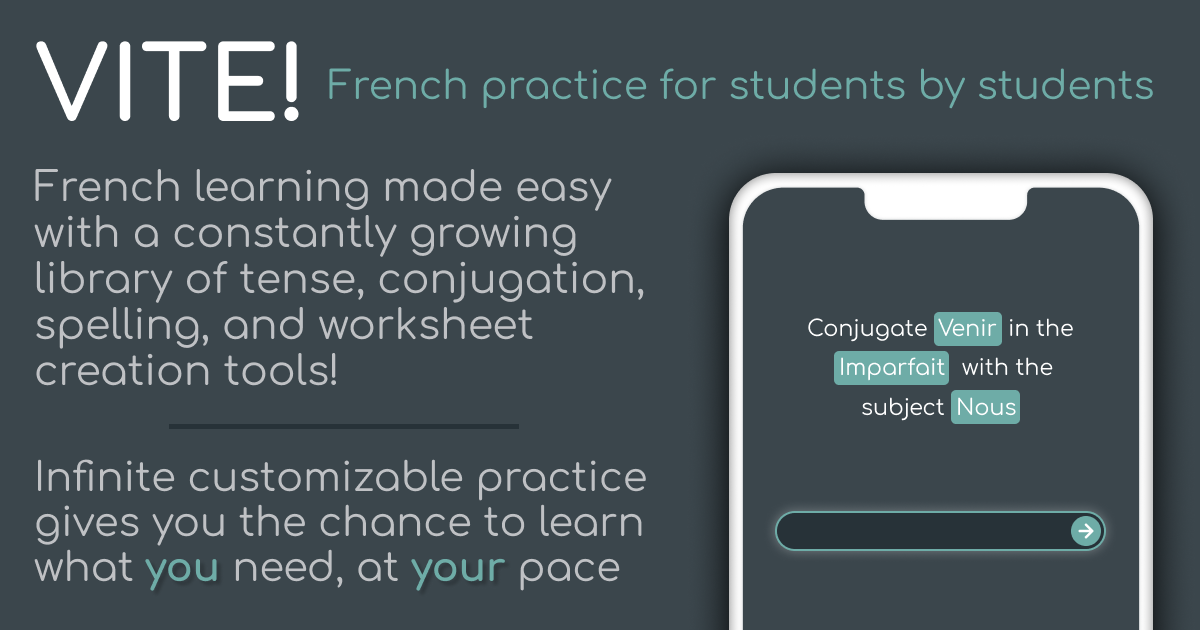 VITE!
French practice for students by students
French learning made easy
with a constantly growing
library of tense, conjugation,
spelling, and worksheet
creation tools!
Infinite customizable practice
gives you the chance to learn
what you need, at your pace
Conjugate Venir in the
Imparfait with the
subject Nous